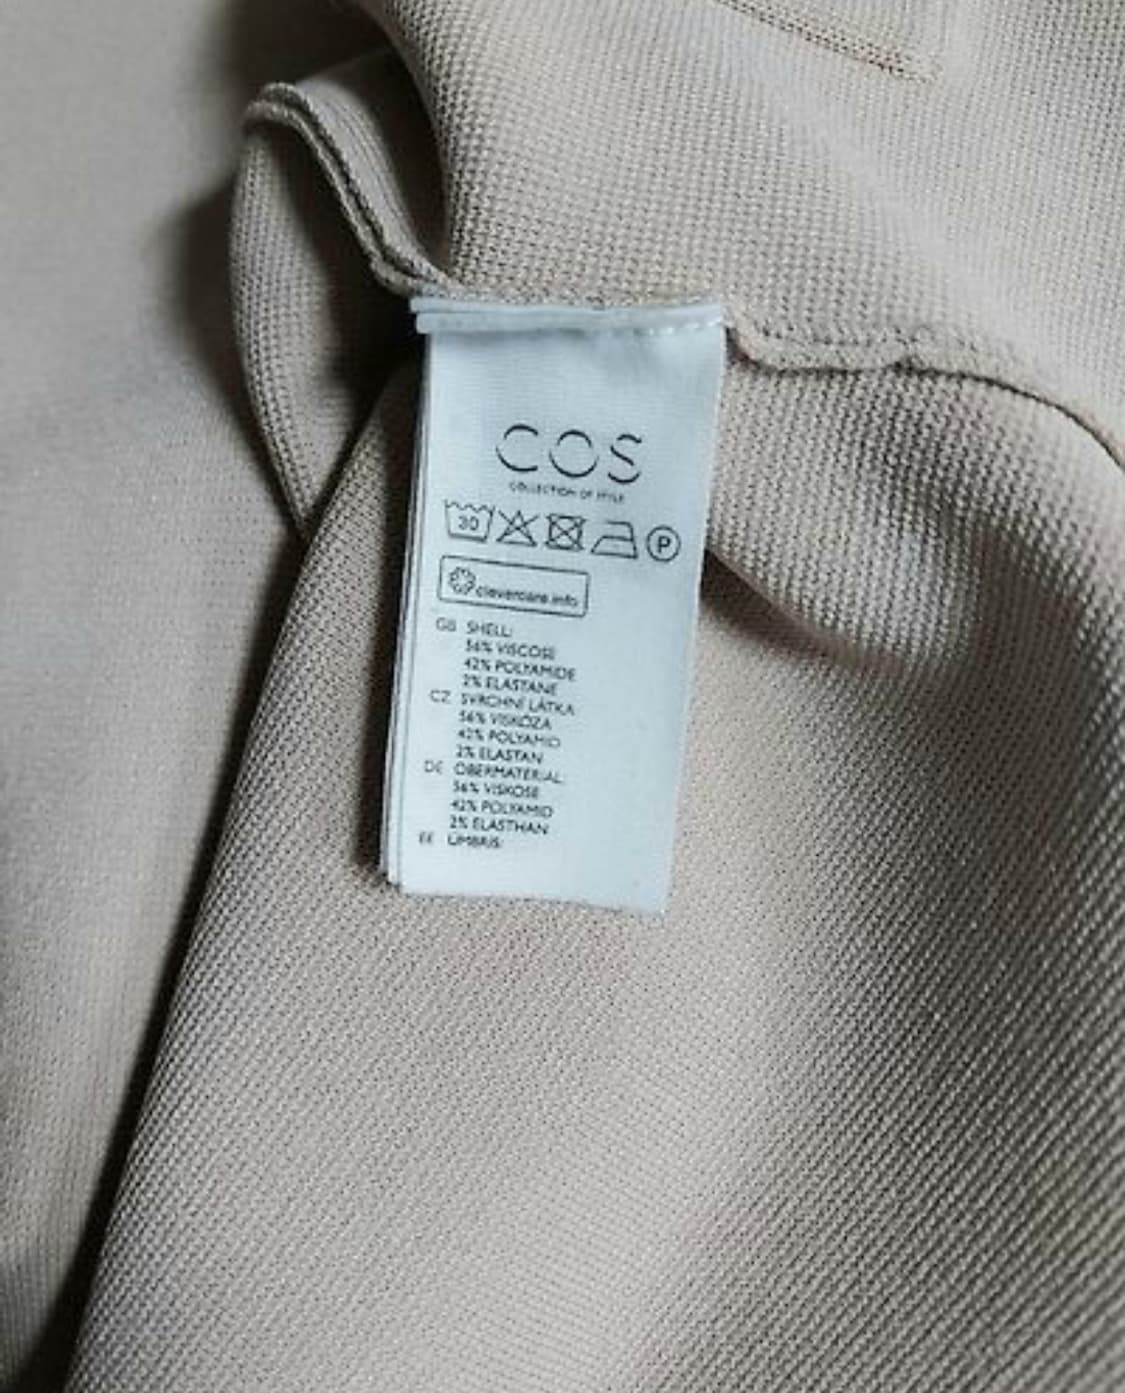 COS
COLLECTION OF STYLE
30 P
clevercare.info
GB SHELL:
56% VISCOSE
42% POLYAMIDE
2% ELASTANE
CZ SVRCHNÍ LÁTKA
56% VISKÓZA
42% POLYAMID
2% ELASTAN
DE OBERMATERIAL:
56% VISKOSE
42% POLYAMID
2% ELASTHAN
EE ÜMBRIS: